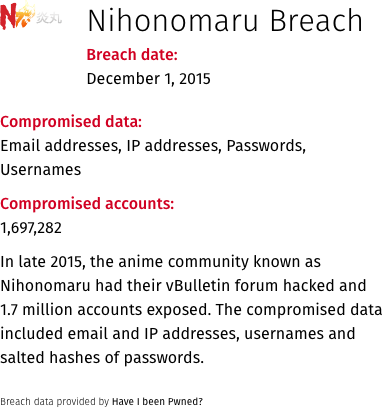 N 炎丸
Nihonomaru Breach
Breach date:
December 1, 2015
Compromised data:
Email addresses, IP addresses, Passwords,
Usernames
Compromised accounts:
1,697,282
In late 2015, the anime community known as
Nihonomaru had their vBulletin forum hacked and
1.7 million accounts exposed. The compromised data
included email and IP addresses, usernames and
salted hashes of passwords.
Breach data provided by Have I been Pwned?